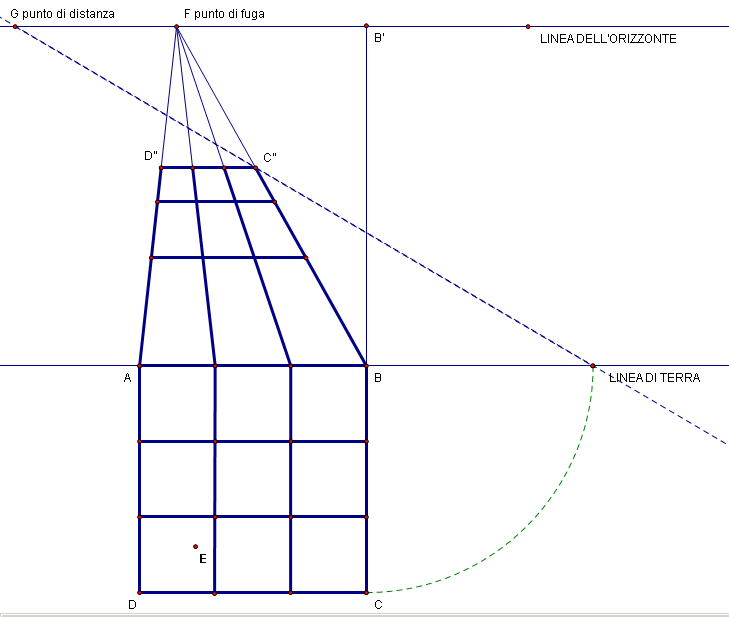 G punto di distanza
F punto di fuga
B'
LINEA DELL'ORIZZONTE
D"
C"
A
B
LINEA DI TERRA
E
D
C